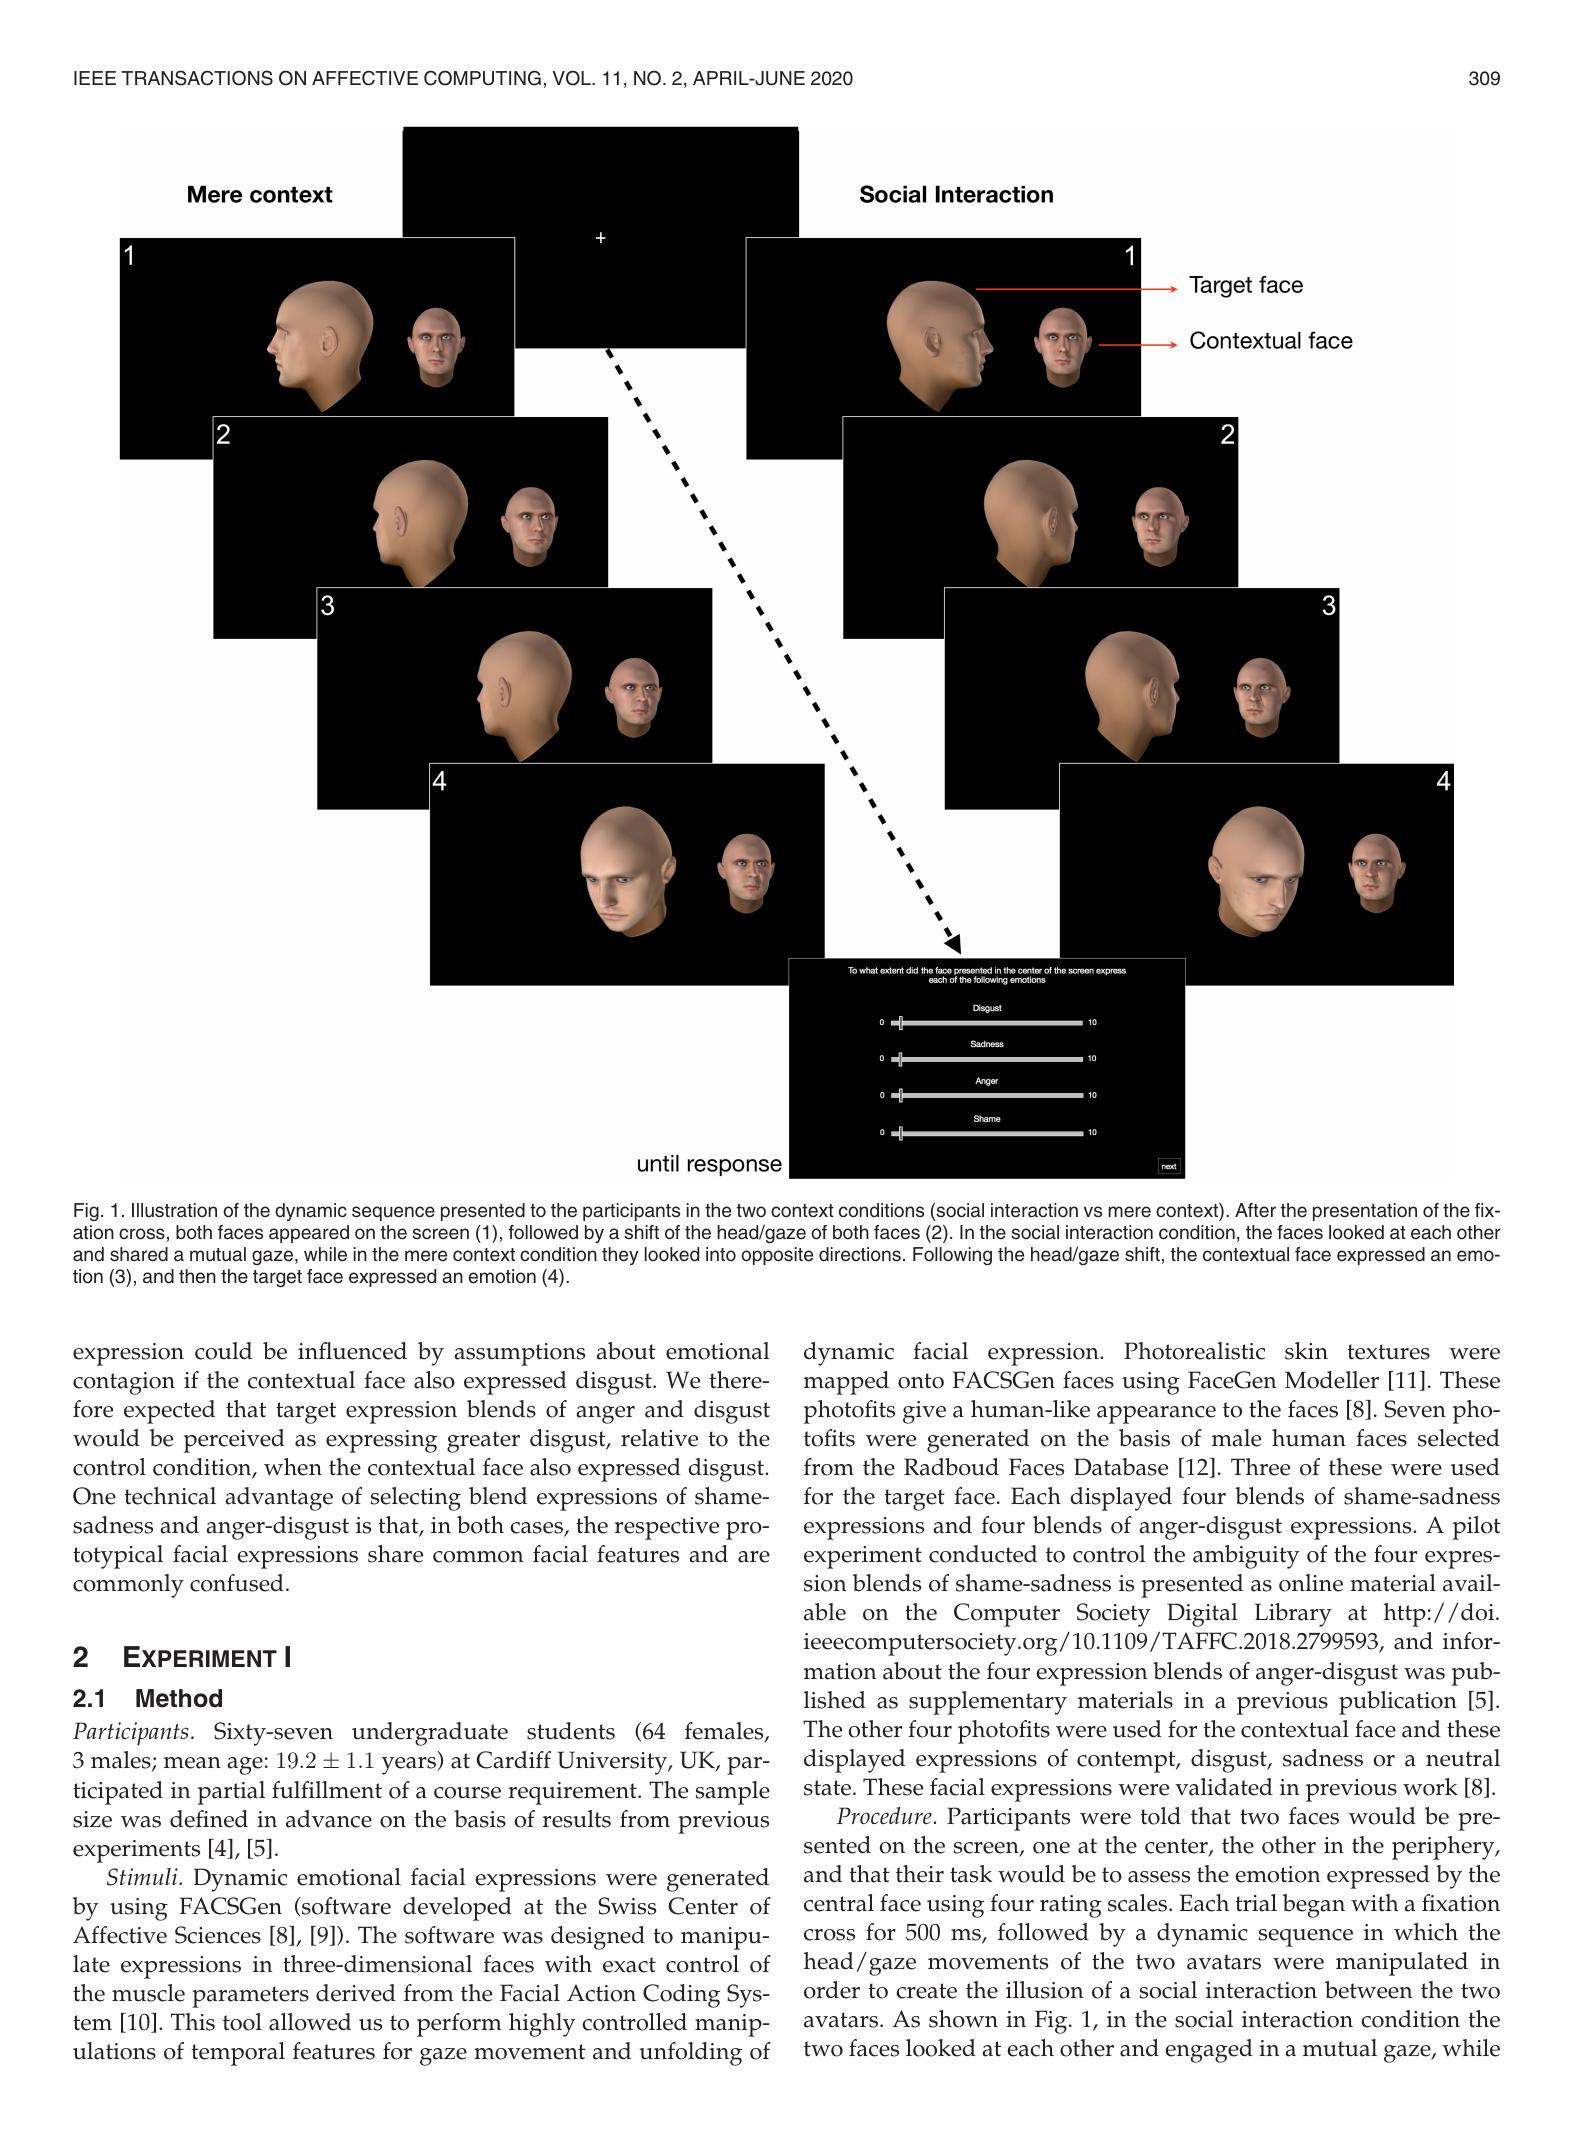 IEEE TRANSACTIONS ON AFFECTIVE COMPUTING, VOL. 11, NO. 2, APRIL-JUNE 2020 309
Mere context
Social Interaction
+
1
1
Target face
Contextual face
2
2
3
3
4
4
To what extent did the face presented in the center of the screen express
each of the following emotions
Disgust
0 10
Sadness
0 10
Anger
0 10
Shame
0 10
next
until response
Fig. 1. Illustration of the dynamic sequence presented to the participants in the two context conditions (social interaction vs mere context). After the presentation of the fix-
ation cross, both faces appeared on the screen (1), followed by a shift of the head/gaze of both faces (2). In the social interaction condition, the faces looked at each other
and shared a mutual gaze, while in the mere context condition they looked into opposite directions. Following the head/gaze shift, the contextual face expressed an emo-
tion (3), and then the target face expressed an emotion (4).
expression could be influenced by assumptions about emotional
contagion if the contextual face also expressed disgust. We there-
fore expected that target expression blends of anger and disgust
would be perceived as expressing greater disgust, relative to the
control condition, when the contextual face also expressed disgust.
One technical advantage of selecting blend expressions of shame-
sadness and anger-disgust is that, in both cases, the respective pro-
totypical facial expressions share common facial features and are
commonly confused.
2 EXPERIMENT I
2.1 Method
Participants. Sixty-seven undergraduate students (64 females,
3 males; mean age: 19.2 ± 1.1 years) at Cardiff University, UK, par-
ticipated in partial fulfillment of a course requirement. The sample
size was defined in advance on the basis of results from previous
experiments [4], [5].
Stimuli. Dynamic emotional facial expressions were generated
by using FACSGen (software developed at the Swiss Center of
Affective Sciences [8], [9]). The software was designed to manipu-
late expressions in three-dimensional faces with exact control of
the muscle parameters derived from the Facial Action Coding Sys-
tem [10]. This tool allowed us to perform highly controlled manip-
ulations of temporal features for gaze movement and unfolding of
dynamic facial expression. Photorealistic skin textures were
mapped onto FACSGen faces using FaceGen Modeller [11]. These
photofits give a human-like appearance to the faces [8]. Seven pho-
tofits were generated on the basis of male human faces selected
from the Radboud Faces Database [12]. Three of these were used
for the target face. Each displayed four blends of shame-sadness
expressions and four blends of anger-disgust expressions. A pilot
experiment conducted to control the ambiguity of the four expres-
sion blends of shame-sadness is presented as online material avail-
able on the Computer Society Digital Library at http://doi.
ieeecomputersociety.org/10.1109/TAFFC.2018.2799593, and infor-
mation about the four expression blends of anger-disgust was pub-
lished as supplementary materials in a previous publication [5].
The other four photofits were used for the contextual face and these
displayed expressions of contempt, disgust, sadness or a neutral
state. These facial expressions were validated in previous work [8].
Procedure. Participants were told that two faces would be pre-
sented on the screen, one at the center, the other in the periphery,
and that their task would be to assess the emotion expressed by the
central face using four rating scales. Each trial began with a fixation
cross for 500 ms, followed by a dynamic sequence in which the
head/gaze movements of the two avatars were manipulated in
order to create the illusion of a social interaction between the two
avatars. As shown in Fig. 1, in the social interaction condition the
two faces looked at each other and engaged in a mutual gaze, while